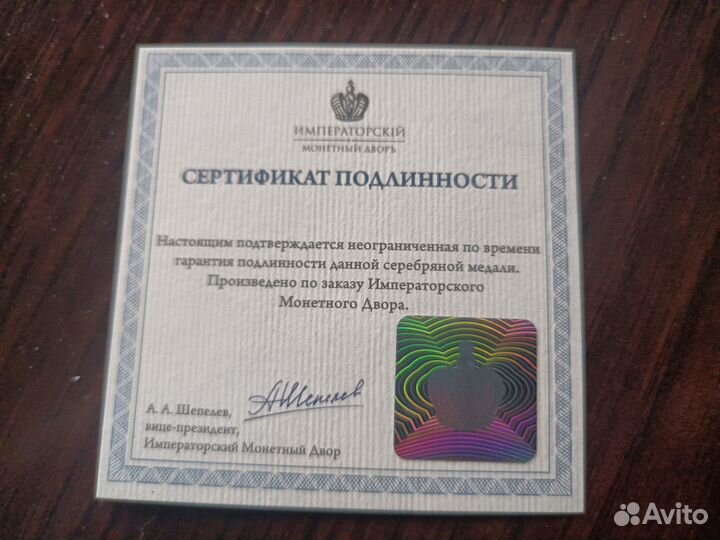 ИМПЕРАТОРСКIЙ
МОНЕТНЫЙ ДВОРЪ
СЕРТИФИКАТ ПОДЛИННОСТИ
Настоящим подтверждается неограниченная по времени
гарантия подлинности данной серебряной медали.
Произведено по заказу Императорского
Монетного Двора.
АШепелев
А. А. Шепелев,
вице-президент,
Императорский Монетный Двор
Avito